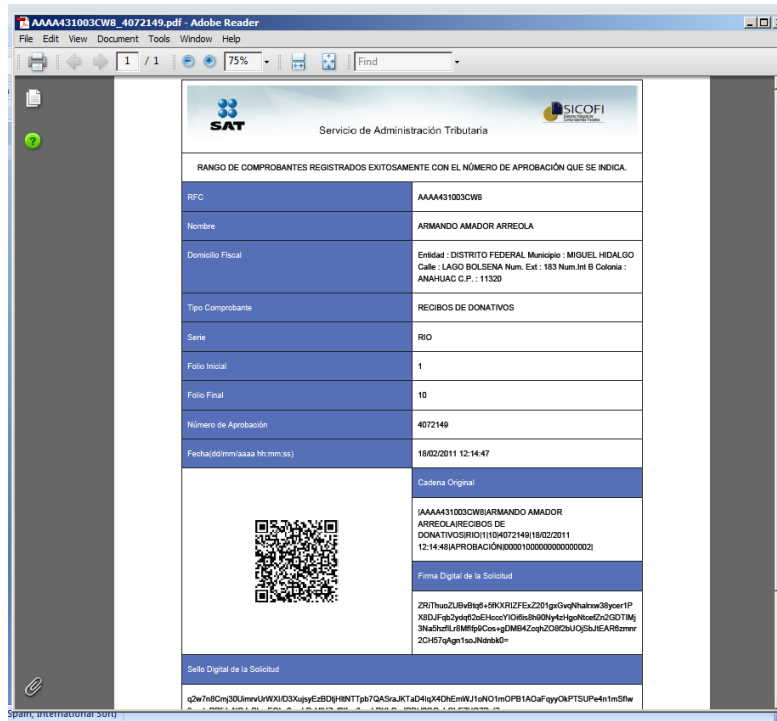 AAAA431003CW8_4072149.pdf - Adobe Reader
File Edit View Document Tools Window Help
1 / 1 75% Find
SAT
Servicio de Administración Tributaria
SICOFI
RANGO DE COMPROBANTES REGISTRADOS EXITOSAMENTE CON EL NÚMERO DE APROBACIÓN QUE SE INDICA.
RFC AAAA431003CW8
Nombre ARMANDO AMADOR ARREOLA
Domicilio Fiscal Entidad : DISTRITO FEDERAL Municipio : MIGUEL HIDALGO
Calle : LAGO BOLSENA Num. Ext : 183 Num.Int B Colonia :
ANAHUAC C.P. : 11320
Tipo Comprobante RECIBOS DE DONATIVOS
Serie RIO
Folio Inicial 1
Folio Final 10
Número de Aprobación 4072149
Fecha(dd/mm/aaaa hh:mm:ss) 18/02/2011 12:14:47
Cadena Original
|AAAA431003CW8|ARMANDO AMADOR
ARREOLA|RECIBOS DE
DONATIVOS|RIO|1|10|4072149|18/02/2011
12:14:48|APROBACIÓN|00001000000000000002|
Firma Digital de la Solicitud
2CH57qAgn1soJNdnbk0=
Sello Digital de la Solicitud
Spain, International Sort)